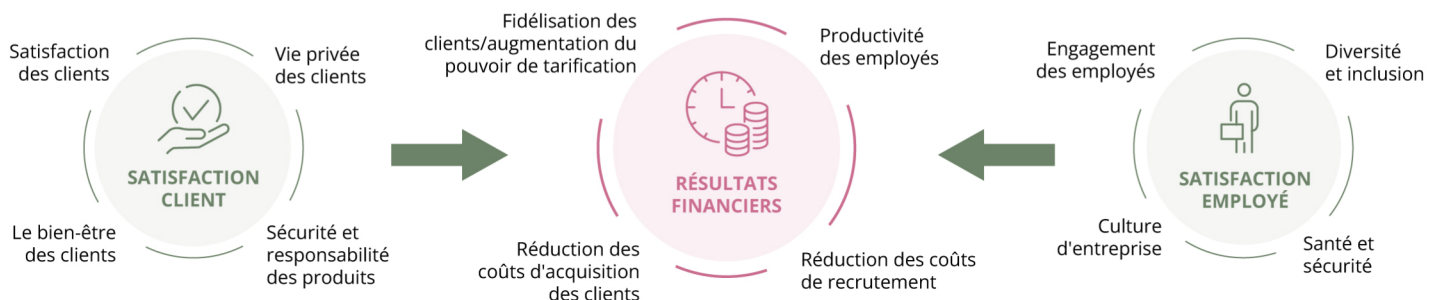 Satisfaction
des clients
Vie privée
des clients
SATISFACTION
CLIENT
Le bien-être
des clients
Sécurité et
responsabilité
des produits
Fidélisation des
clients/augmentation du
pouvoir de tarification
Productivité
des employés
RÉSULTATS
FINANCIERS
Réduction des
coûts d'acquisition
des clients
Réduction des coûts
de recrutement
Engagement
des employés
Diversité
et inclusion
SATISFACTION
EMPLOYÉ
Culture
d'entreprise
Santé et
sécurité